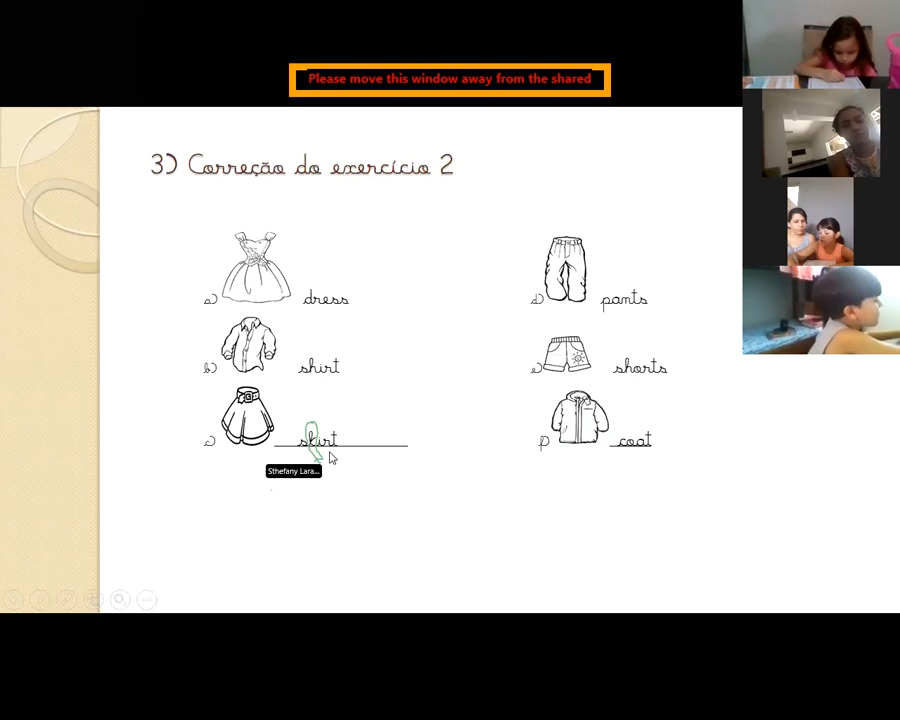 Please move this window away from the shared
3) Correção do exercício 2
a) dress
d) pants
b) shirt
e) shorts
c) skirt
f) coat
Sthefany Lara...